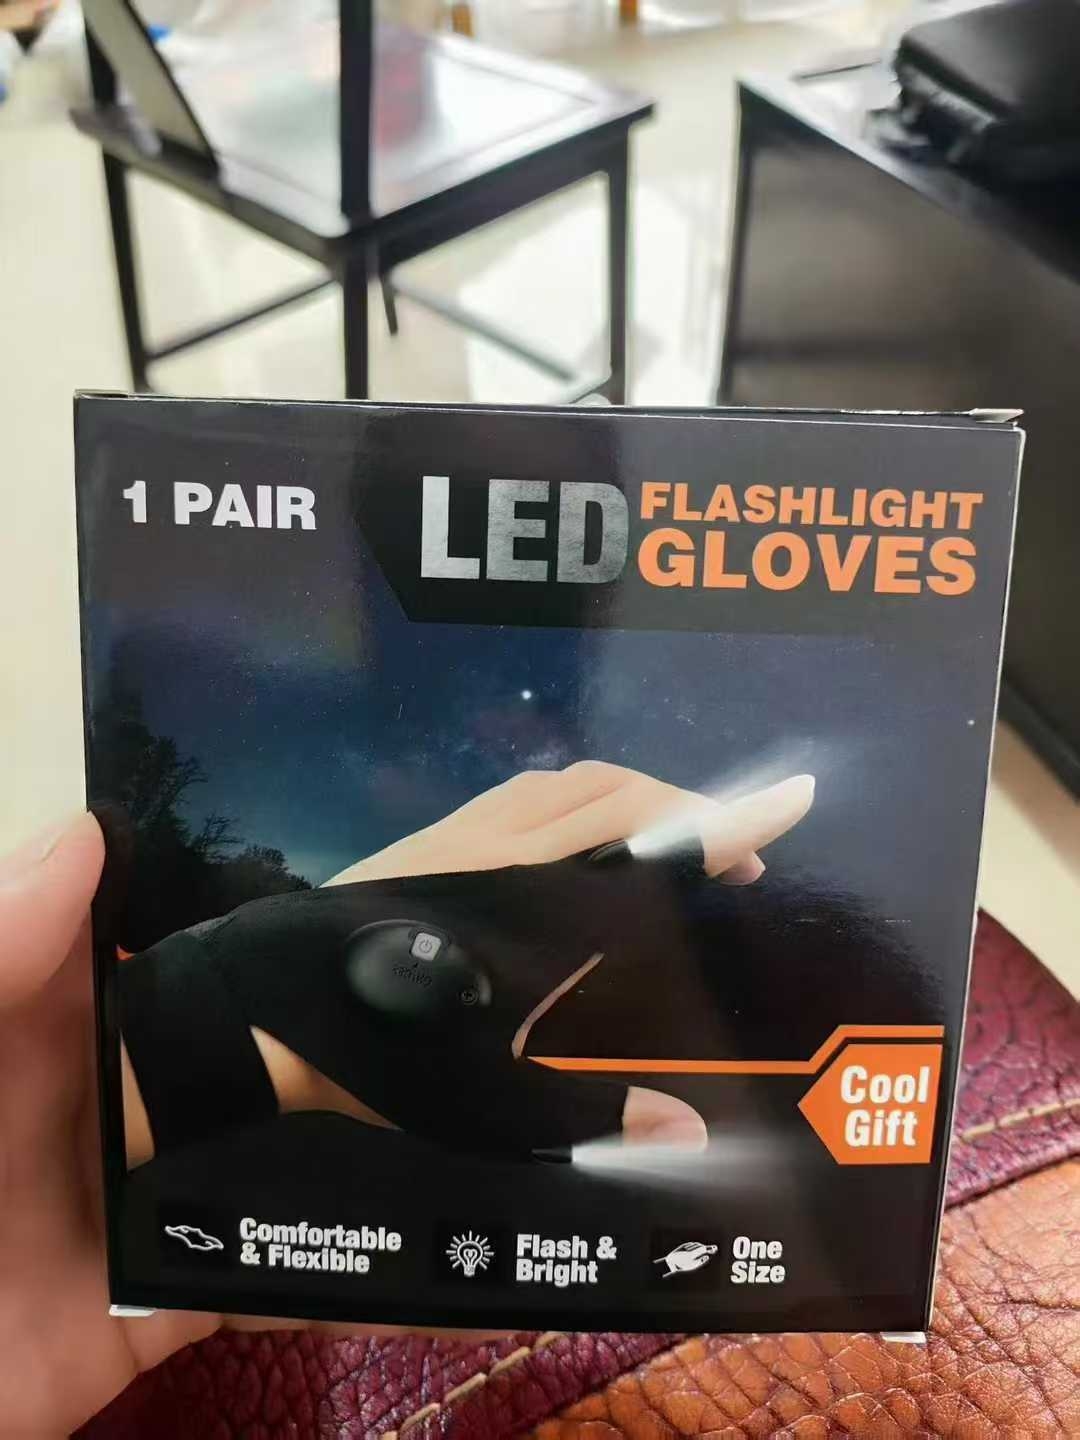 1 PAIR
LED
FLASHLIGHT
GLOVES
Cool
Gift
Comfortable
& Flexible
Flash &
Bright
One
Size